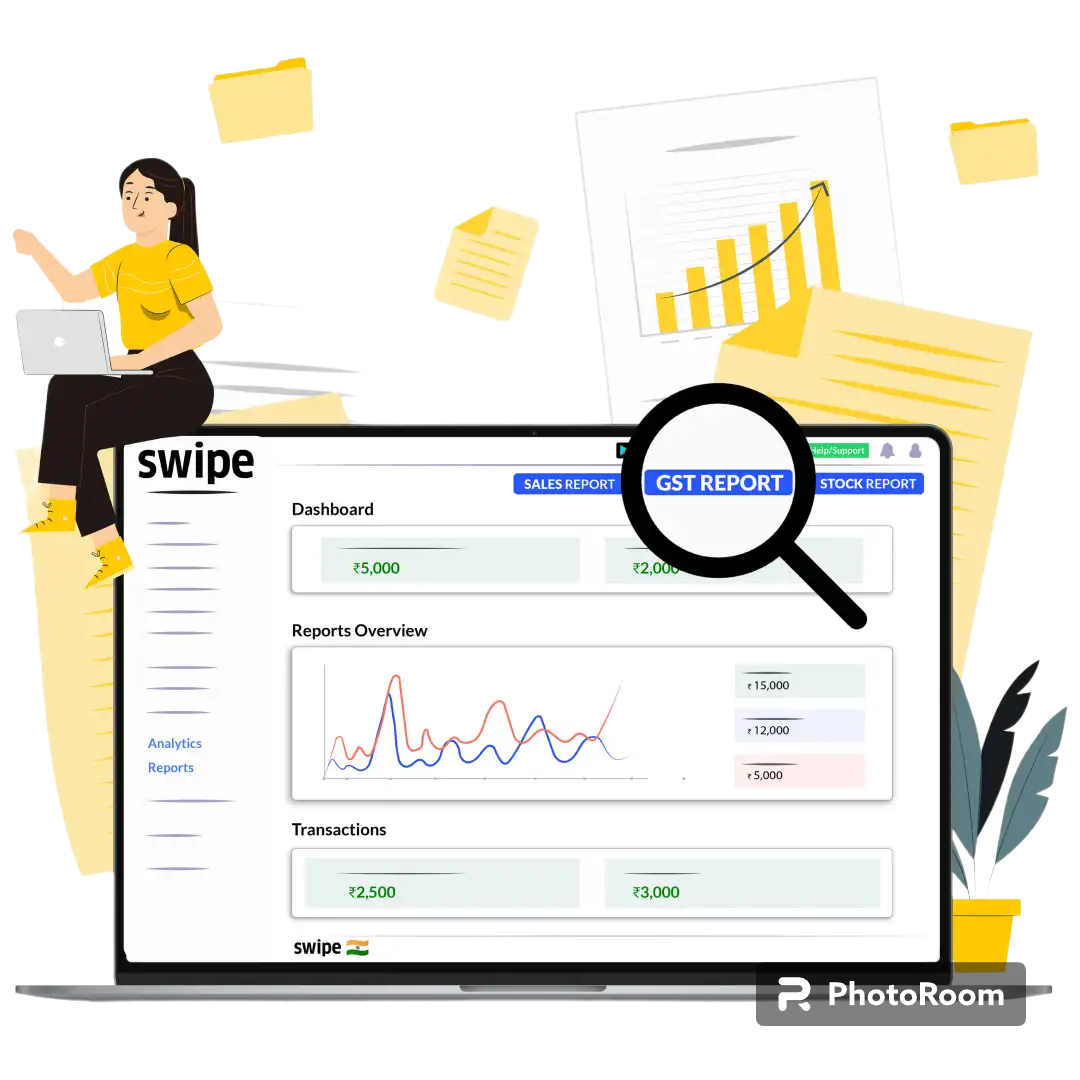 swipe
Help/Support
SALES REPORT
GST REPORT
STOCK REPORT
Dashboard
₹5,000
₹2,000
Reports Overview
₹ 15,000
₹ 12,000
₹ 5,000
Analytics
Reports
Transactions
₹2,500
₹3,000
swipe
PhotoRoom